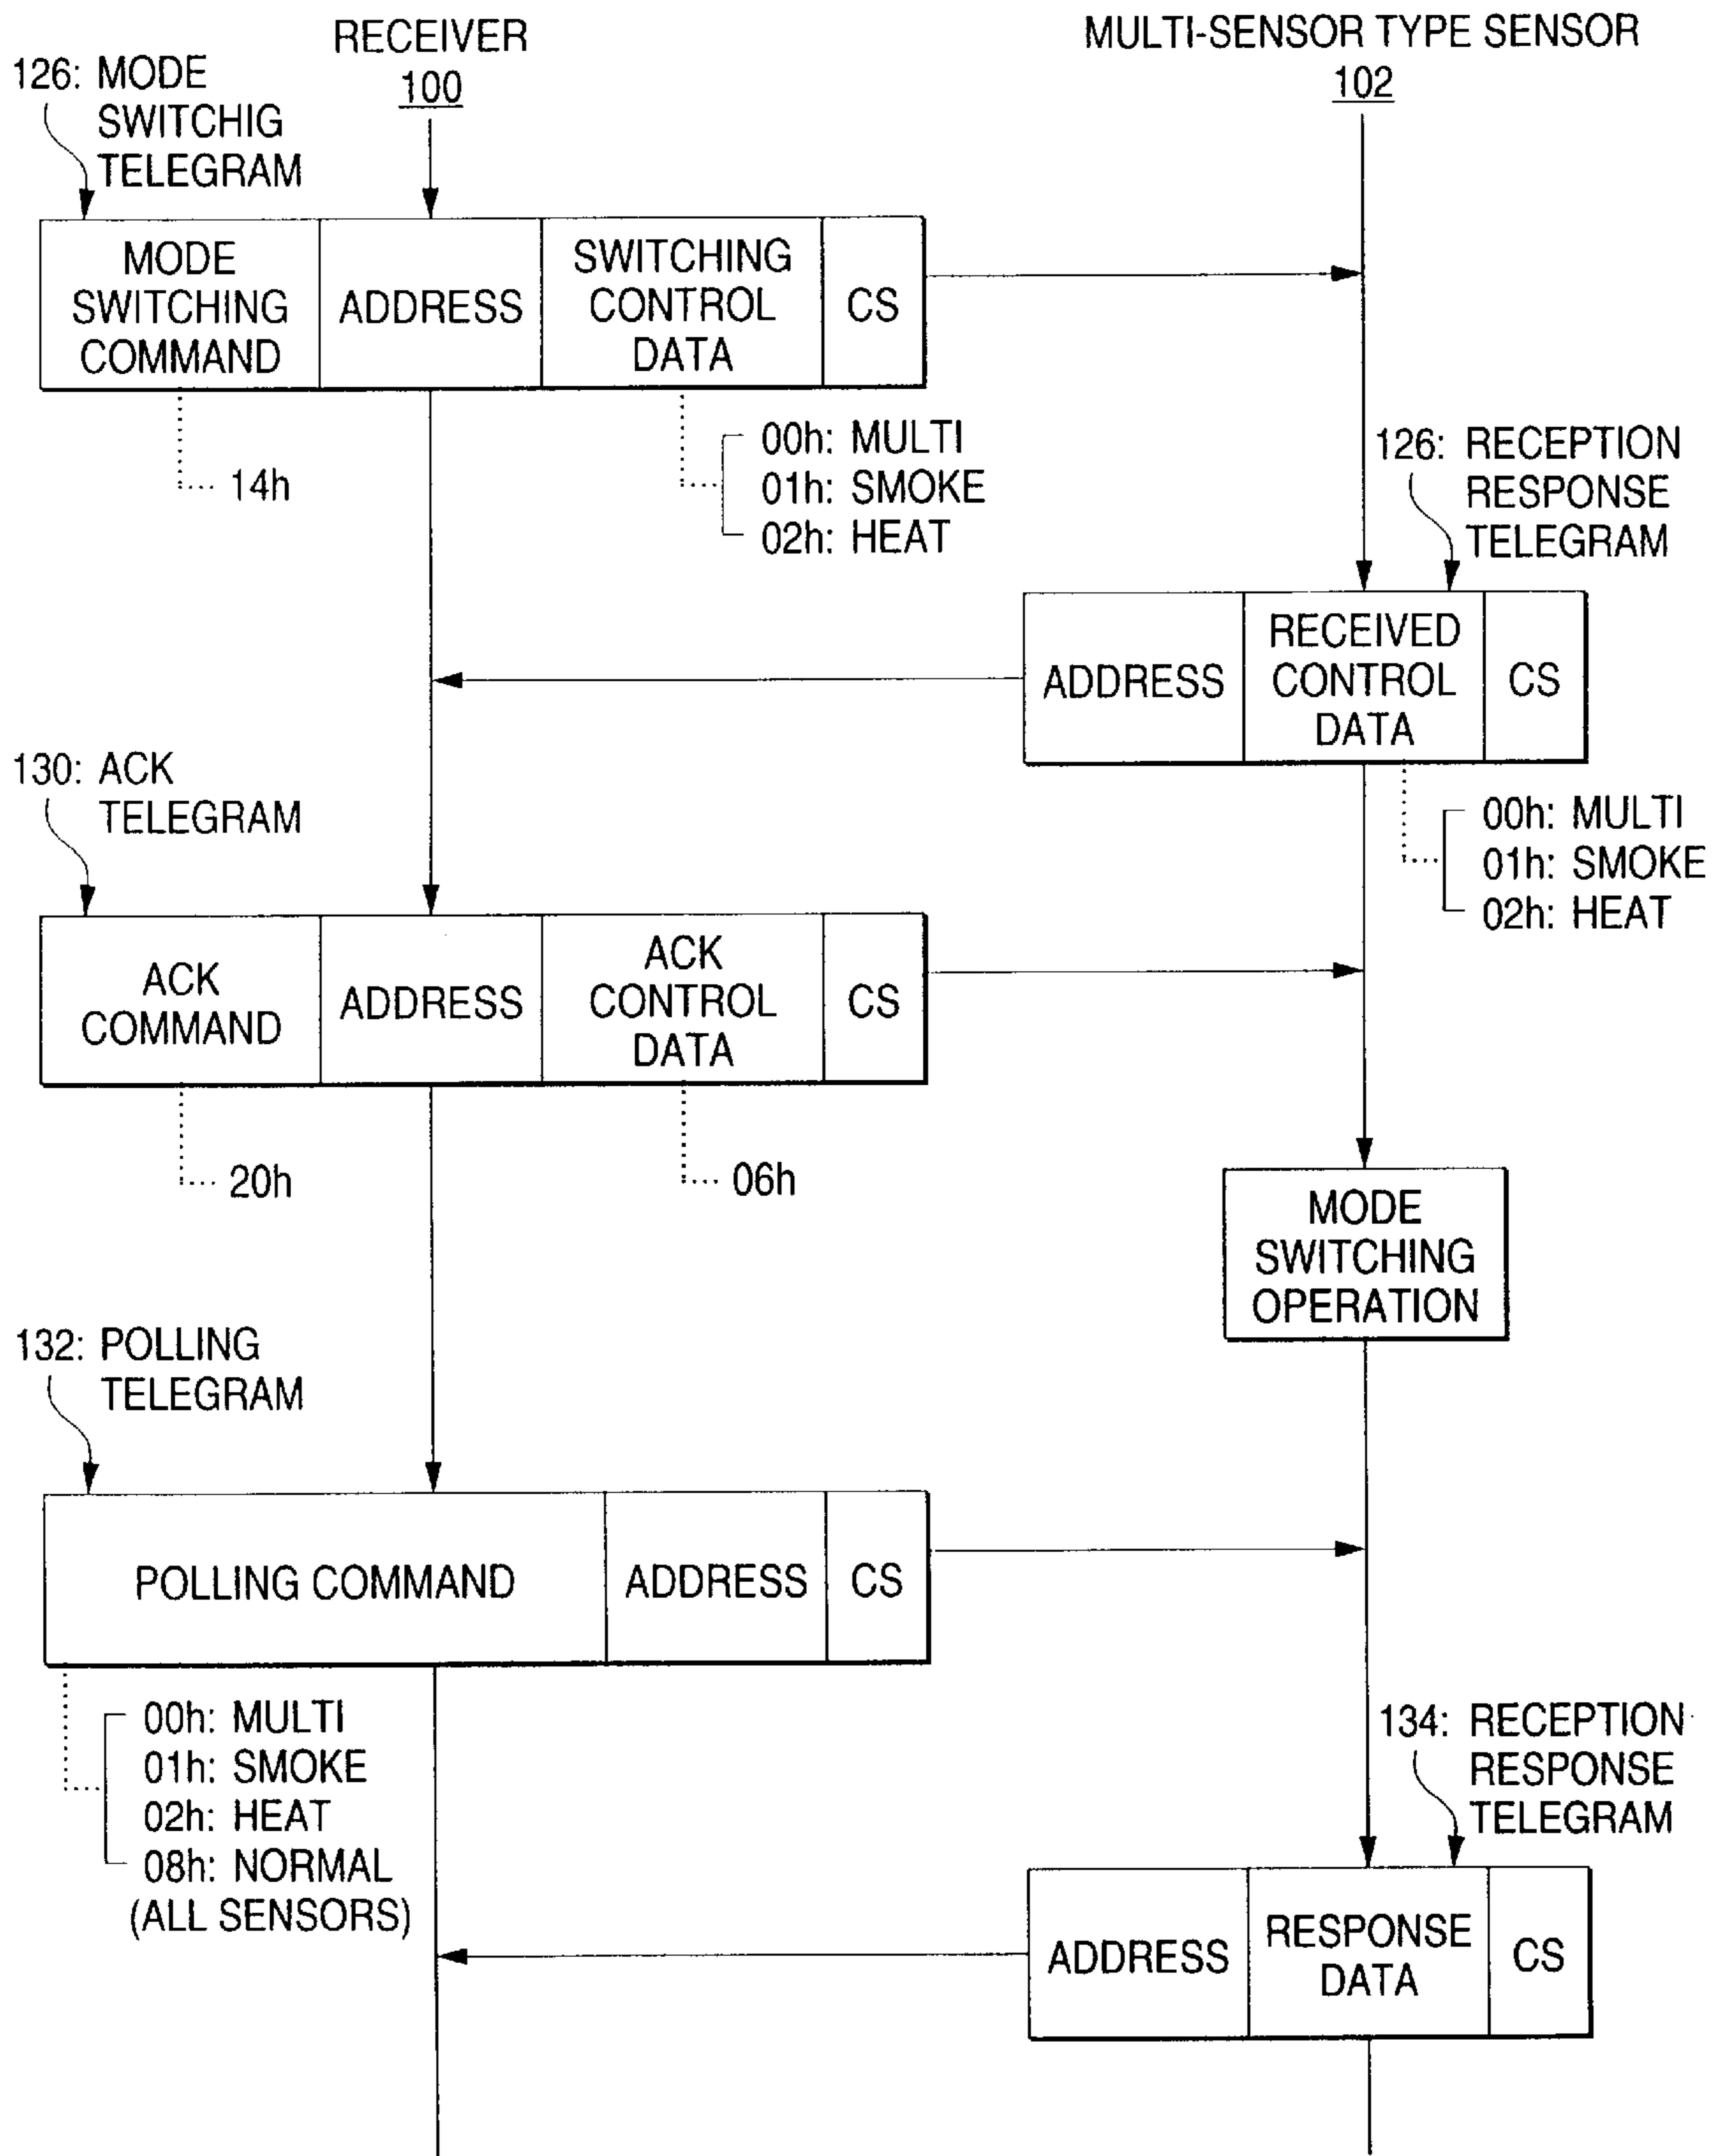 RECEIVER
100
MULTI-SENSOR TYPE SENSOR
102
126: MODE
SWITCHIG
TELEGRAM
MODE
SWITCHING
COMMAND
ADDRESS
SWITCHING
CONTROL
DATA
CS
14h
00h: MULTI
01h: SMOKE
02h: HEAT
126: RECEPTION
RESPONSE
TELEGRAM
ADDRESS
RECEIVED
CONTROL
DATA
CS
00h: MULTI
01h: SMOKE
02h: HEAT
130: ACK
TELEGRAM
ACK
COMMAND
ADDRESS
ACK
CONTROL
DATA
CS
20h
06h
MODE
SWITCHING
OPERATION
132: POLLING
TELEGRAM
POLLING COMMAND
ADDRESS
CS
00h: MULTI
01h: SMOKE
02h: HEAT
08h: NORMAL
(ALL SENSORS)
134: RECEPTION
RESPONSE
TELEGRAM
ADDRESS
RESPONSE
DATA
CS